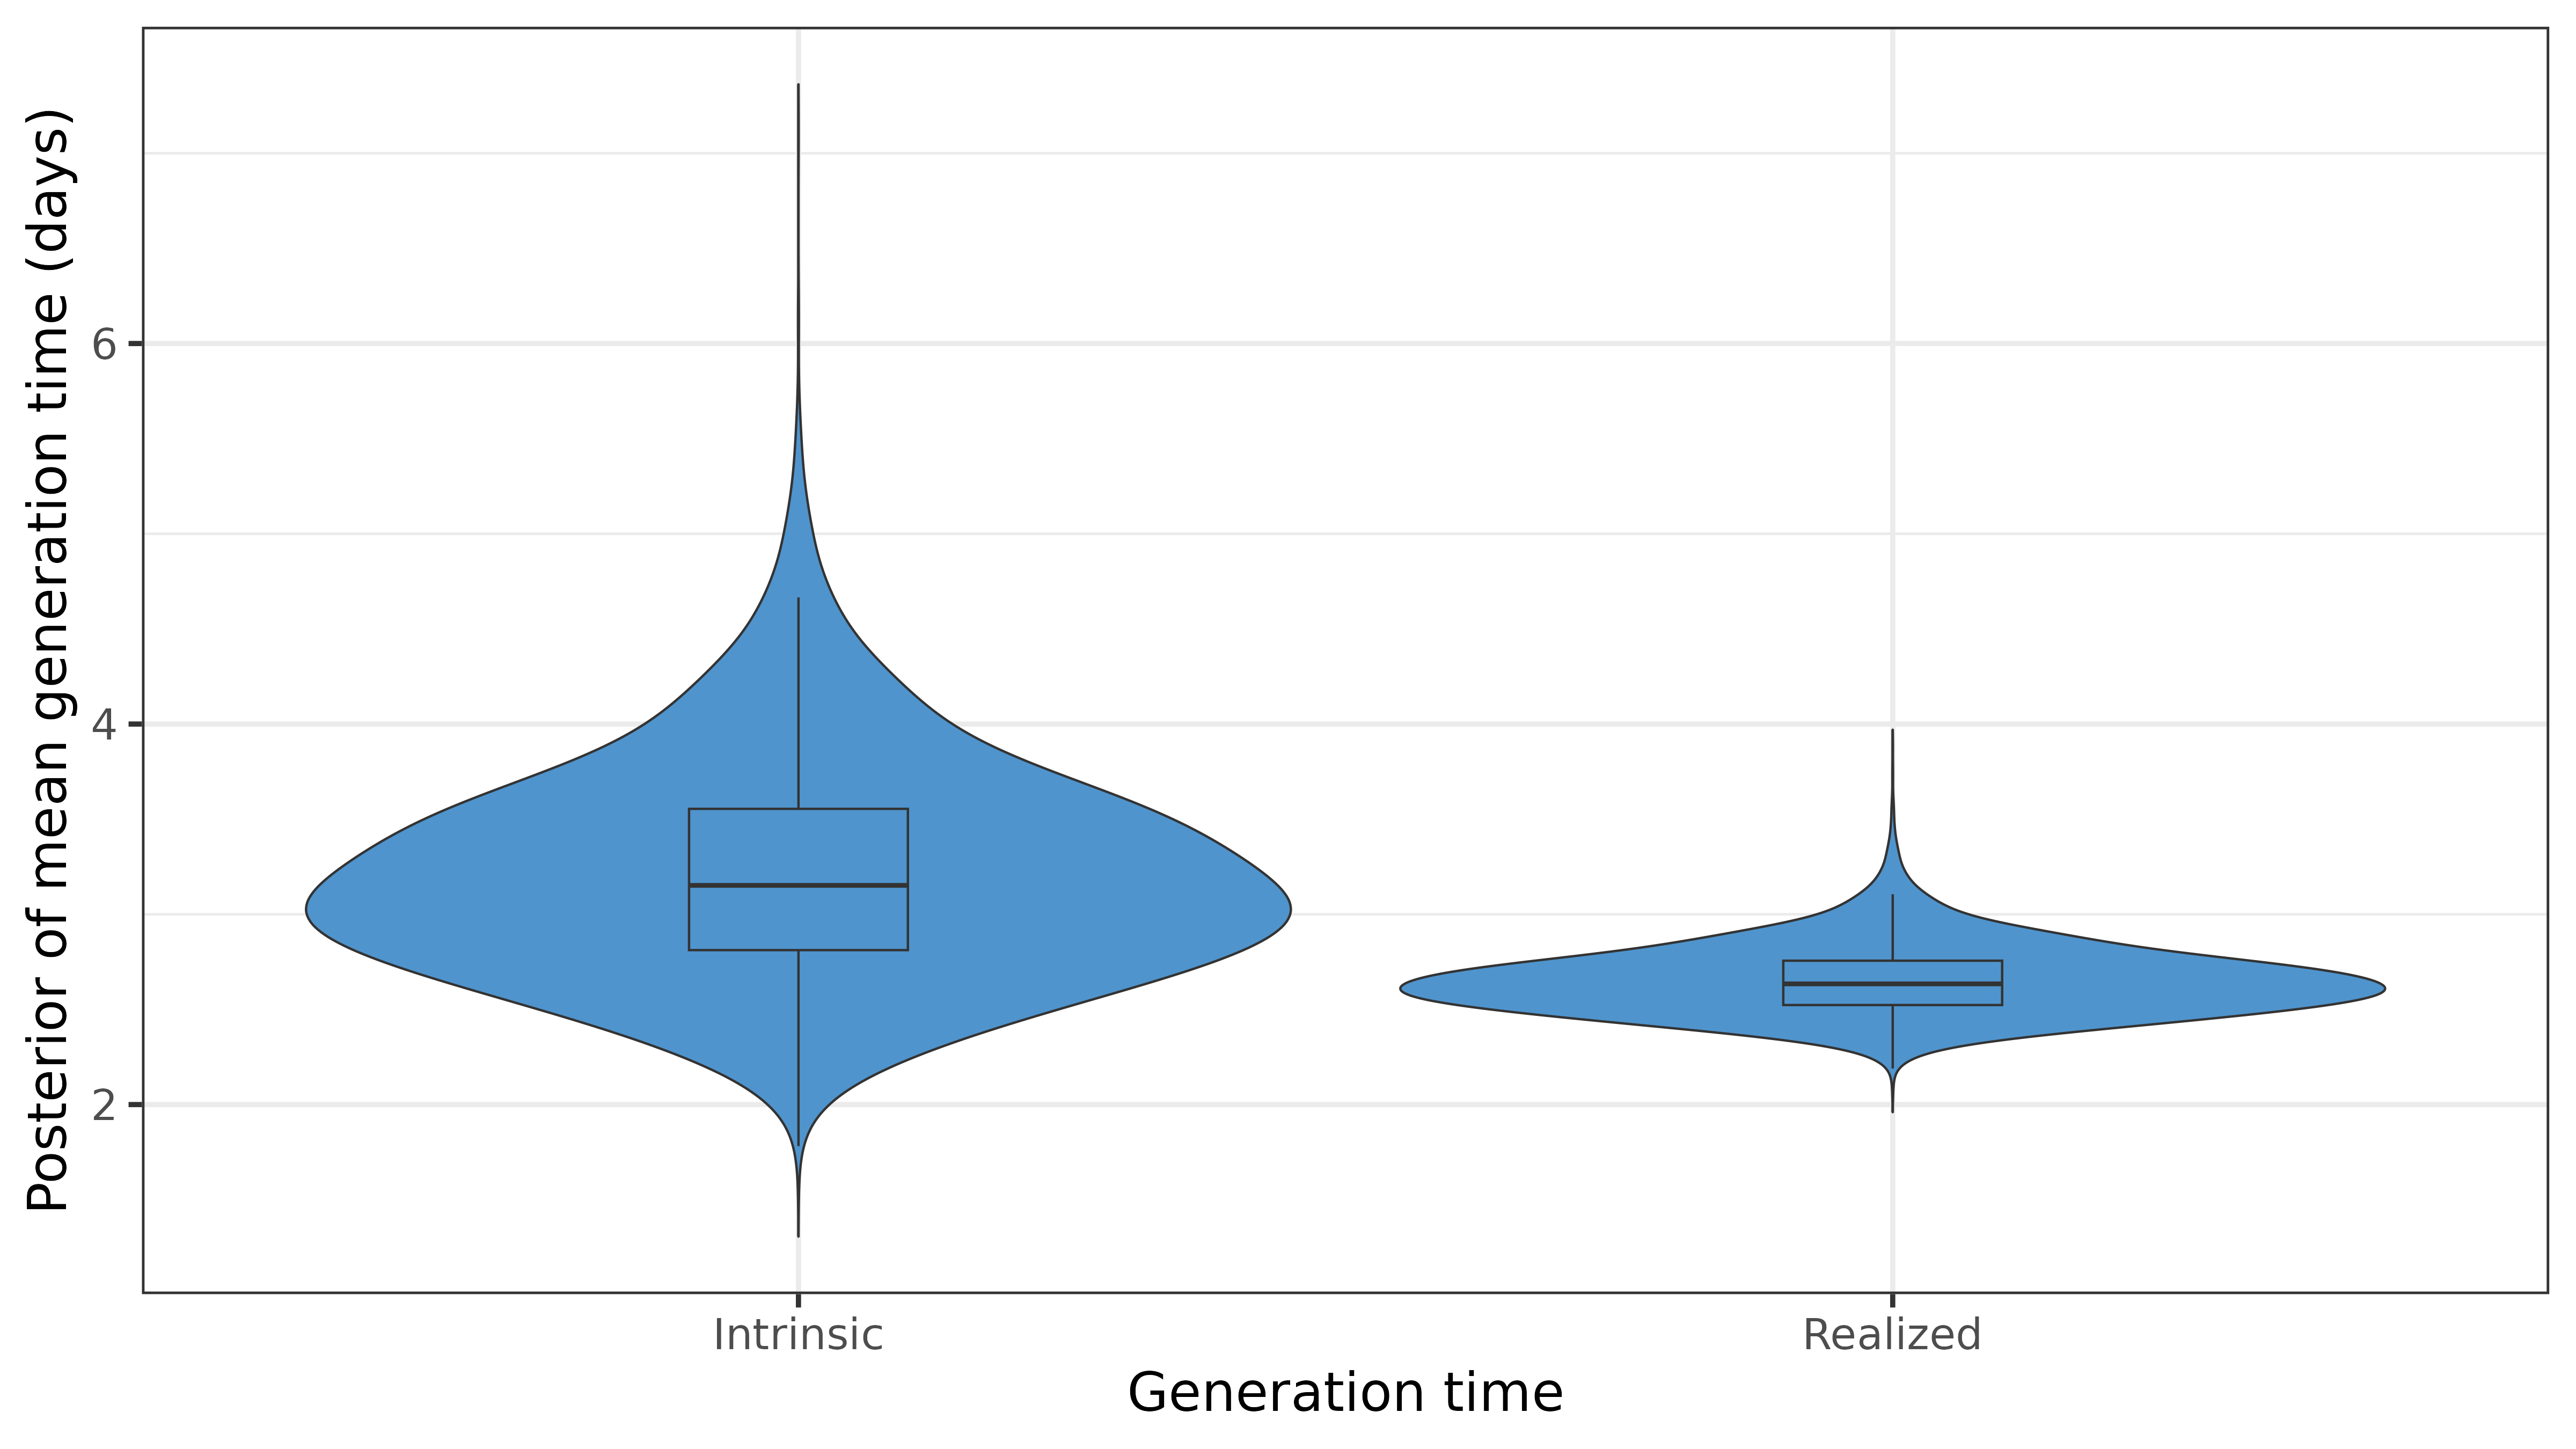 Posterior of mean generation time (days)
6
4
2
Intrinsic
Realized
Generation time